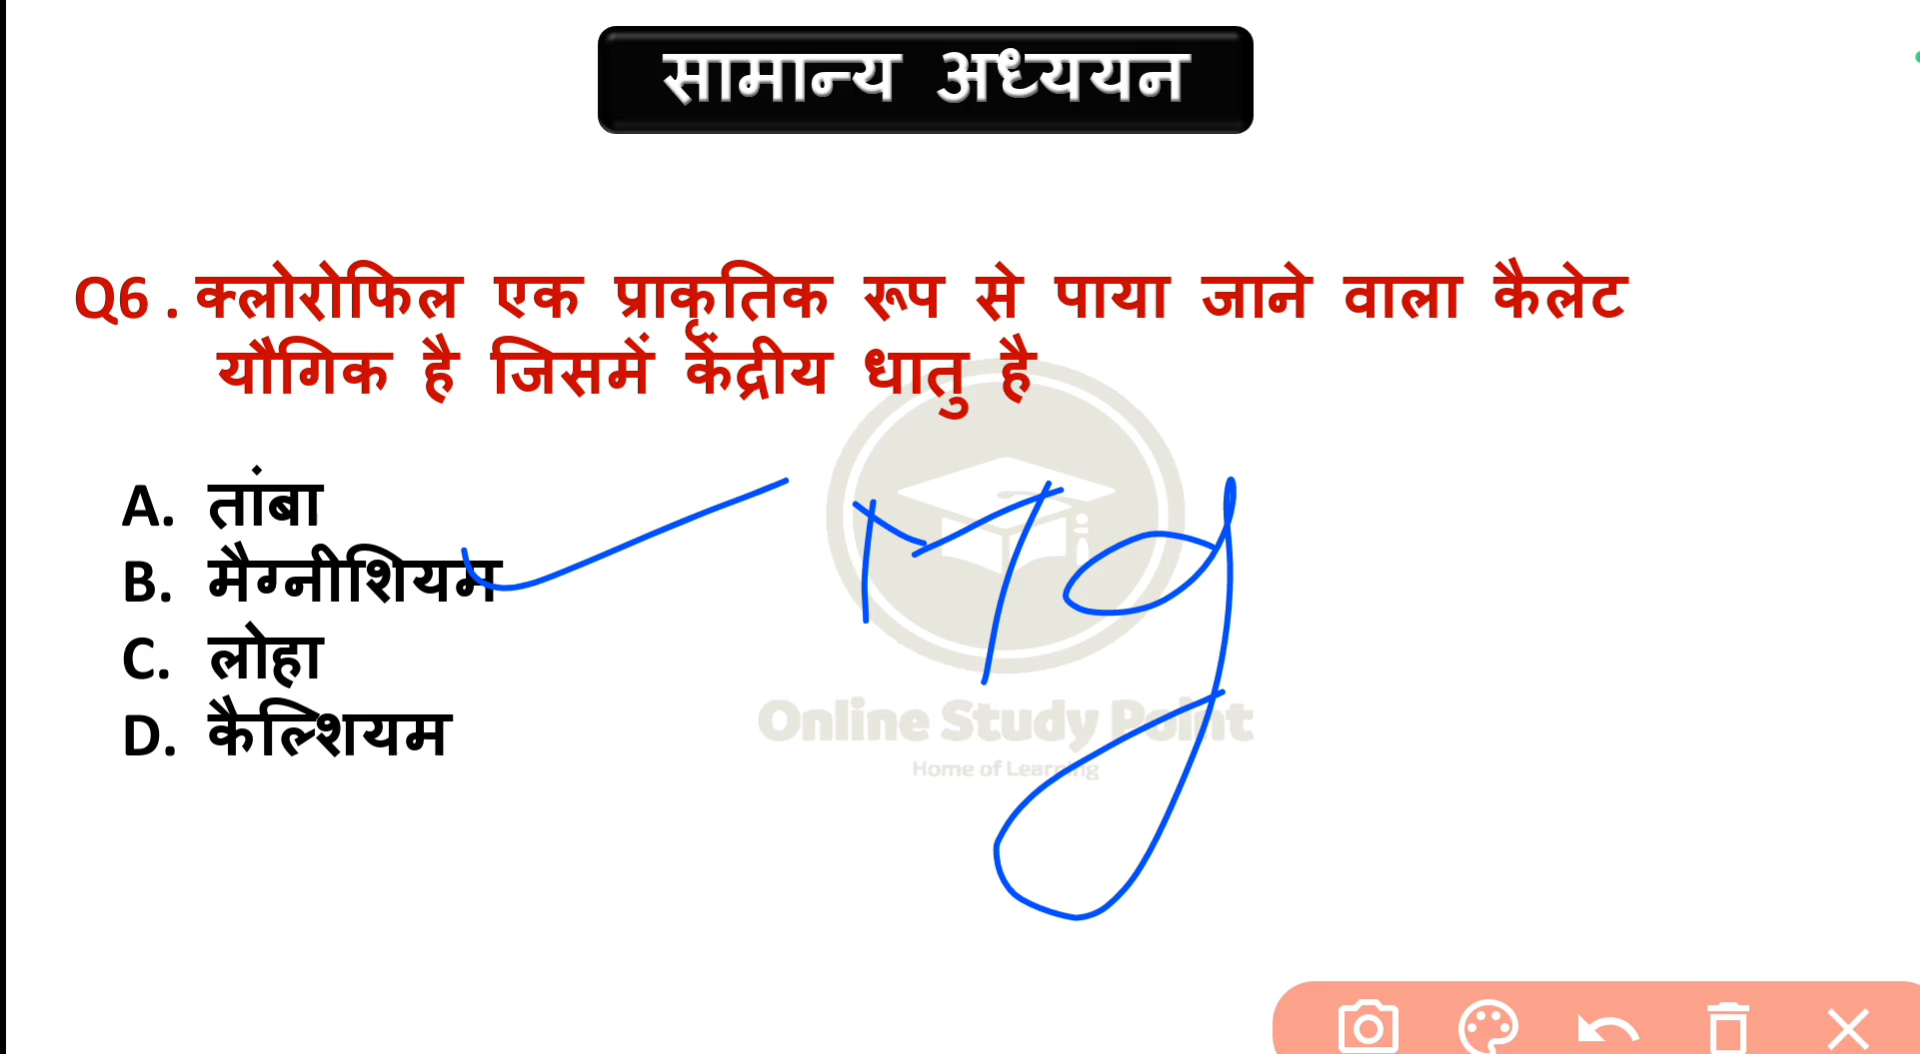 सामान्य अध्ययन
Q6 . क्लोरोफिल एक प्राकृतिक रूप से पाया जाने वाला कैलेट
यौगिक है जिसमें केंद्रीय धातु है
A. तांबा
B. मैग्नीशियम
C. लोहा
D. कैल्शियम
Mg
Online Study Point
Home of Learning